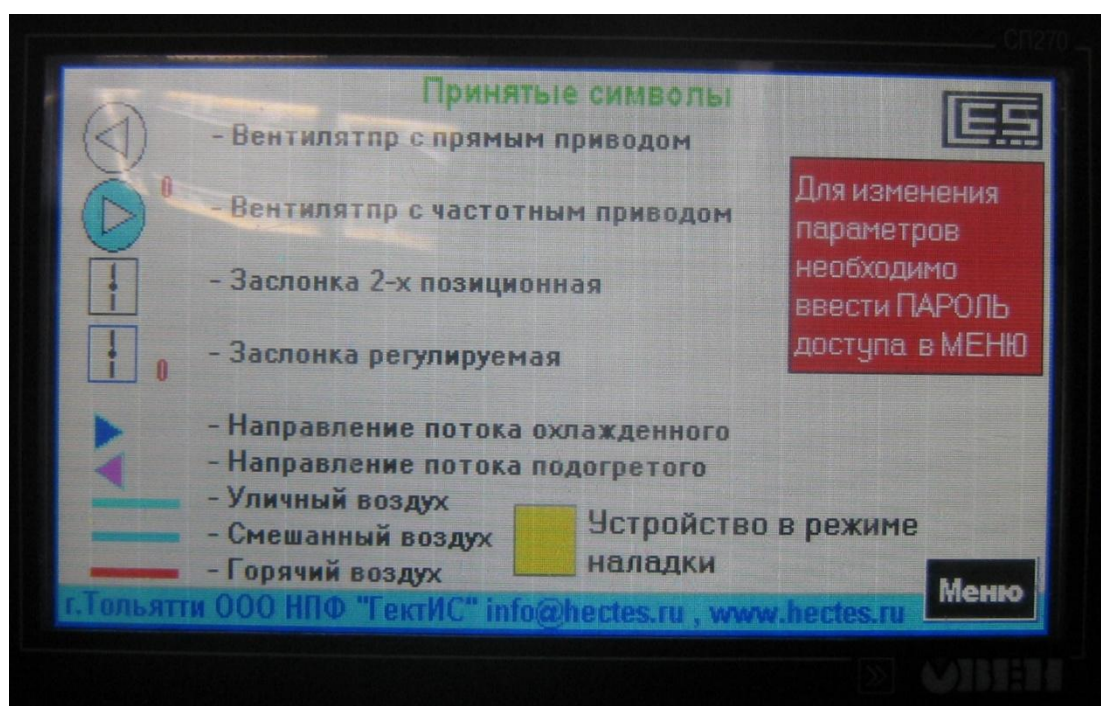 СП270
Принятые символы
- Вентилятпр с прямым приводом
0
- Вентилятпр с частотным приводом
- Заслонка 2-х позиционная
- Заслонка регулируемая
0
- Направление потока охлажденного
- Направление потока подогретого
- Уличный воздух
- Смешанный воздух
- Горячий воздух
Для изменения
параметров
необходимо
ввести ПАРОЛЬ
доступа в МЕНЮ
Устройство в режиме
наладки
Меню
г.Тольятти ООО НПФ "ГектИС" info@hectes.ru , www.hectes.ru
ОВЕН